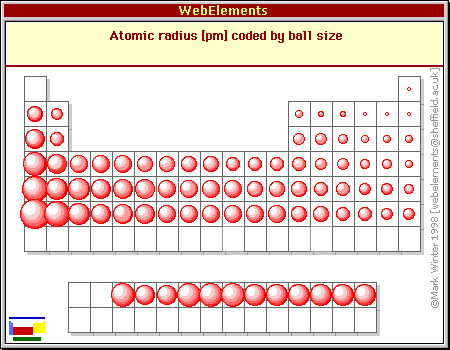 WebElements
Atomic radius [pm] coded by ball size
©Mark Winter 1998 [webelements@sheffield.ac.uk]